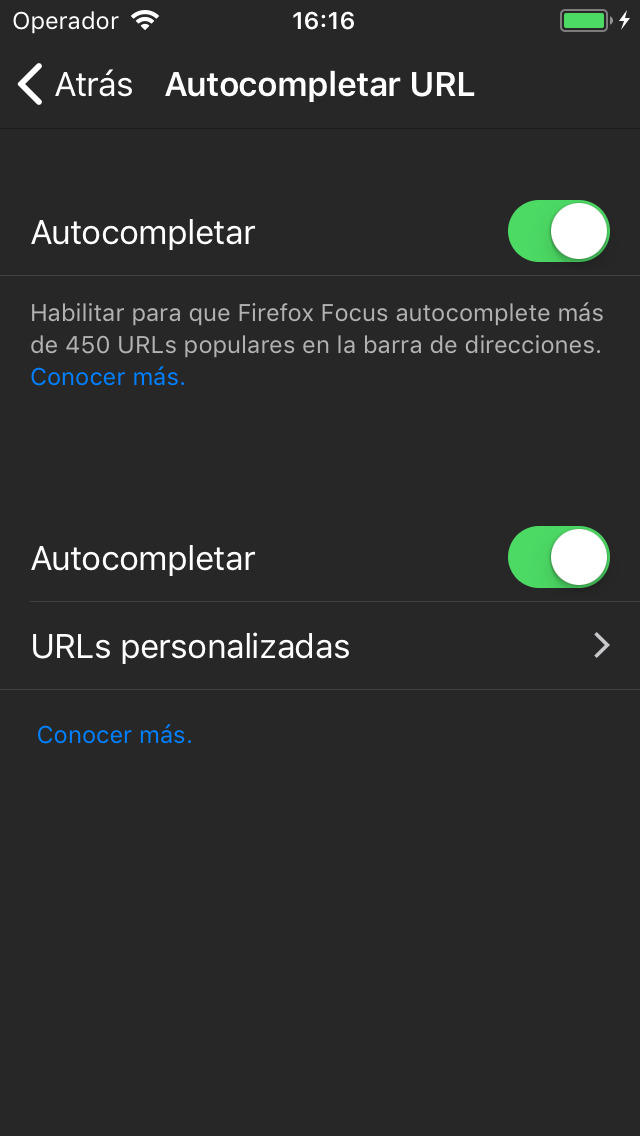 Operador 16:16
Atrás Autocompletar URL
Autocompletar
Habilitar para que Firefox Focus autocomplete más
de 450 URLs populares en la barra de direcciones.
Conocer más.
Autocompletar
URLs personalizadas
Conocer más.